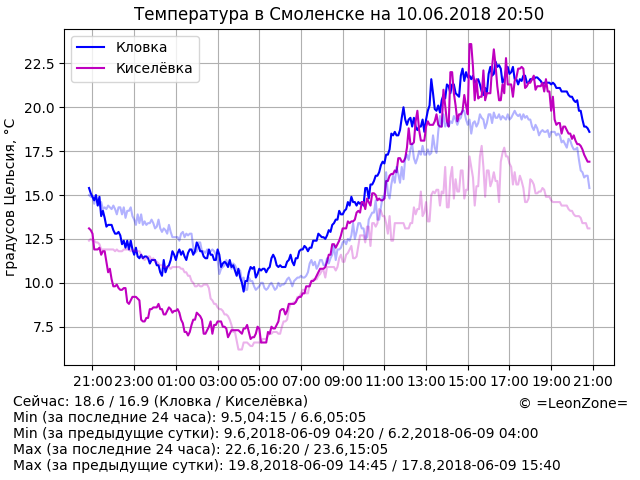 Температура в Смоленске на 10.06.2018 20:50
Кловка
Киселёвка
градусов Цельсия, °C
22.5
20.0
17.5
15.0
12.5
10.0
7.5
21:00 23:00 01:00 03:00 05:00 07:00 09:00 11:00 13:00 15:00 17:00 19:00 21:00
Сейчас: 18.6 / 16.9 (Кловка / Киселёвка)
© =LeonZone=
Min (за последние 24 часа): 9.5,04:15 / 6.6,05:05
Min (за предыдущие сутки): 9.6,2018-06-09 04:20 / 6.2,2018-06-09 04:00
Max (за последние 24 часа): 22.6,16:20 / 23.6,15:05
Max (за предыдущие сутки): 19.8,2018-06-09 14:45 / 17.8,2018-06-09 15:40